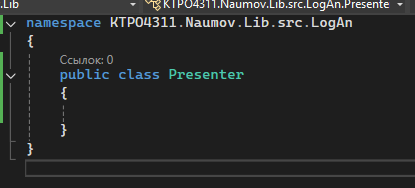 .Lib
KTPO4311.Naumov.Lib.src.LogAn.Presente
namespace KTPO4311.Naumov.Lib.src.LogAn
{
Ссылок: 0
public class Presenter
{
}
}